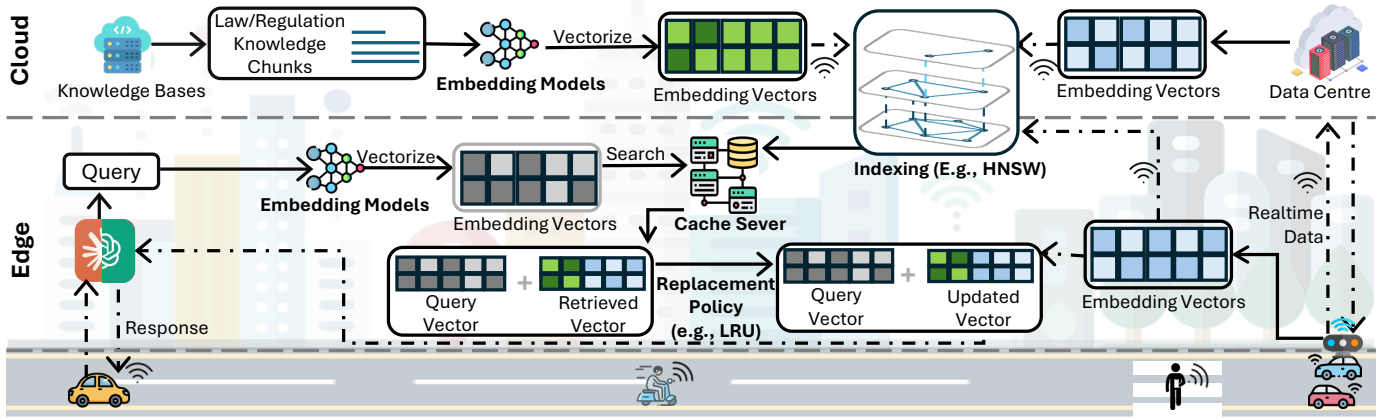 Cloud
Knowledge Bases
Law/Regulation
Knowledge
Chunks
Embedding Models
Vectorize
Embedding Vectors
Embedding Vectors
Data Centre
Indexing (E.g., HNSW)
Edge
Query
Embedding Models
Vectorize
Embedding Vectors
Search
Cache Sever
Realtime
Data
Query
Vector
+
Retrieved
Vector
Replacement
Policy
(e.g., LRU)
Query
Vector
+
Updated
Vector
Embedding Vectors
Response